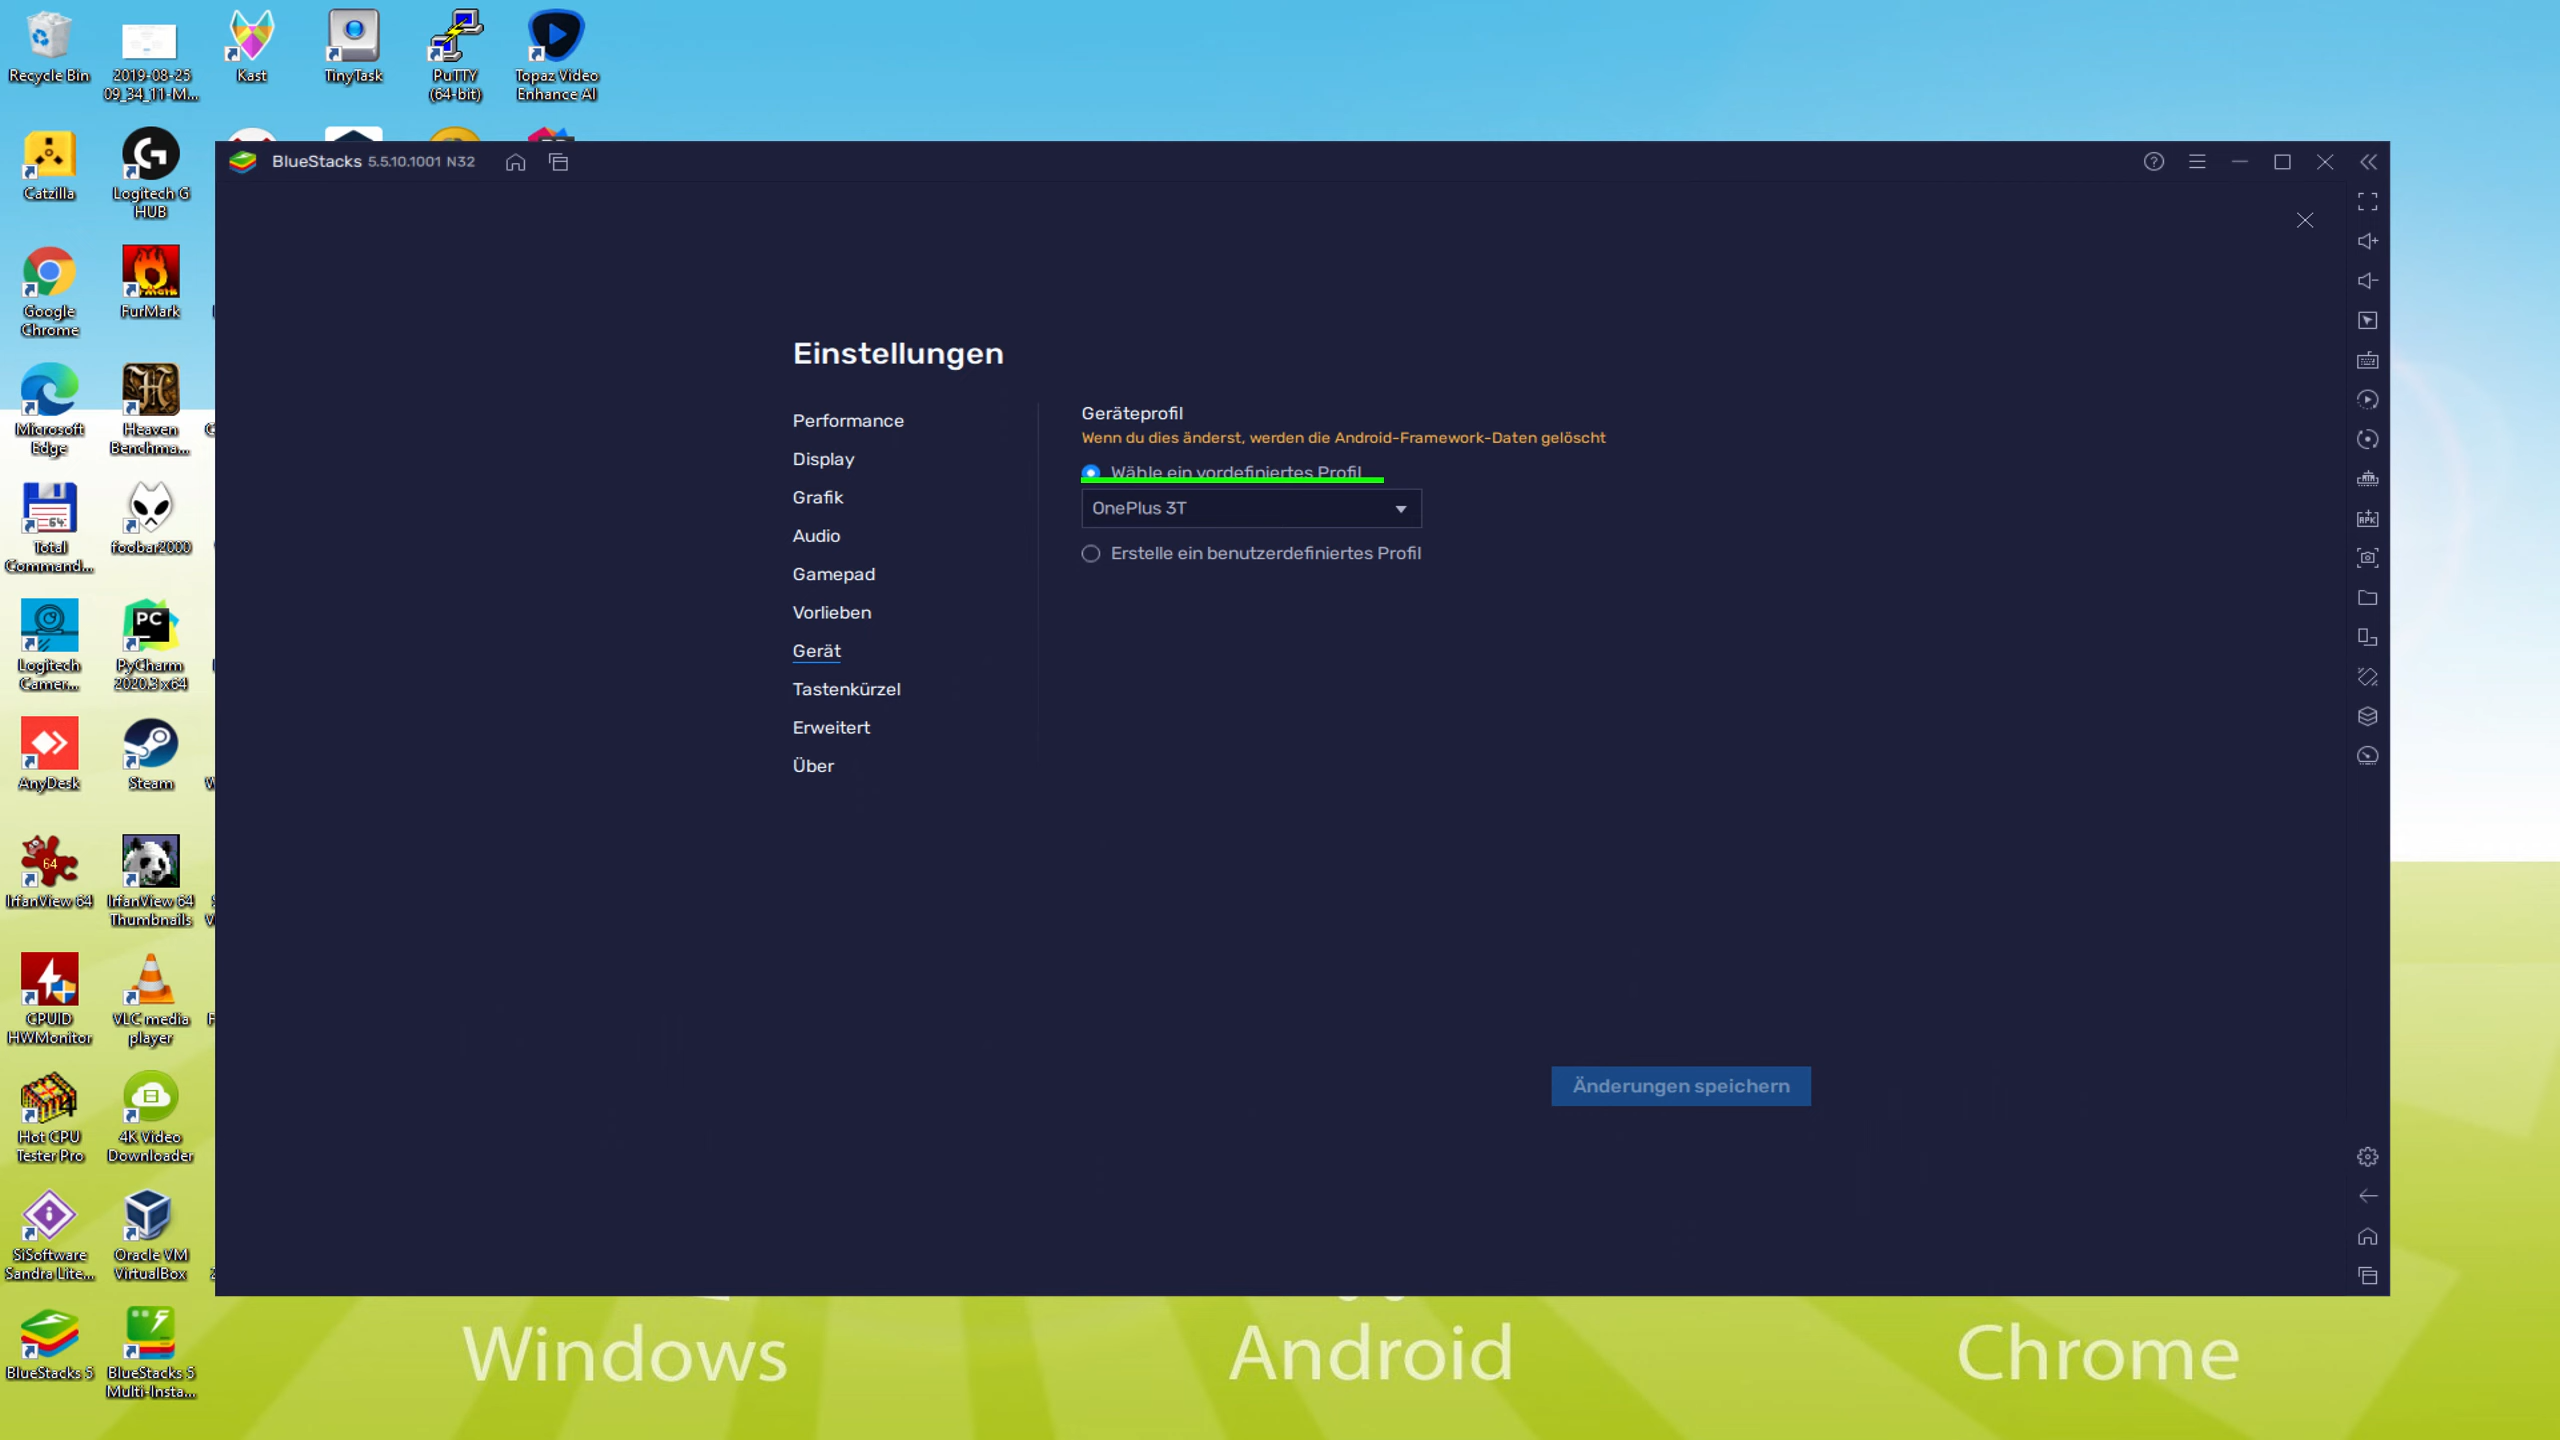 Recycle Bin
2019-08-25
09_34_11-M...
Kast
TinyTask
PuTTY
(64-bit)
Topaz Video
Enhance AI
Catzilla
Logitech G
HUB
Google
Chrome
FurMark
Microsoft
Edge
Heaven
Benchma...
Total
Command...
foobar2000
Logitech
Camer...
PyCharm
2020.3 x64
AnyDesk
Steam
IrfanView 64
IrfanView 64
Thumbnails
CPUID
HWMonitor
VLC media
player
Hot CPU
Tester Pro
4K Video
Downloader
SiSoftware
Sandra Lite...
Oracle VM
VirtualBox
BlueStacks 5
BlueStacks 5
Multi-Insta...
BlueStacks 5.5.10.1001 N32
Einstellungen
Performance
Display
Grafik
Audio
Gamepad
Vorlieben
Gerät
Tastenkürzel
Erweitert
Über
Geräteprofil
Wenn du dies änderst, werden die Android-Framework-Daten gelöscht
Wähle ein vordefiniertes Profil
OnePlus 3T
Erstelle ein benutzerdefiniertes Profil
Änderungen speichern
Windows
Android
Chrome